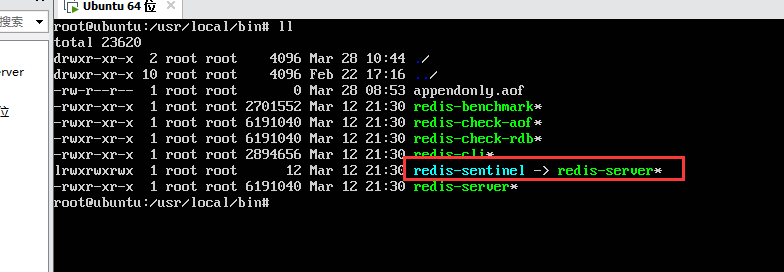 Ubuntu 64 位
搜索
erver
位
root@ubuntu:/usr/local/bin# ll
total 23620
drwxr-xr-x  2 root root    4096 Mar 28 10:44 ./
drwxr-xr-x 10 root root    4096 Feb 22 17:16 ../
-rw-r--r--  1 root root       0 Mar 28 08:53 appendonly.aof
-rwxr-xr-x  1 root root 2701552 Mar 12 21:30 redis-benchmark*
-rwxr-xr-x  1 root root 6191040 Mar 12 21:30 redis-check-aof*
-rwxr-xr-x  1 root root 6191040 Mar 12 21:30 redis-check-rdb*
-rwxr-xr-x  1 root root 2894656 Mar 12 21:30 redis-cli*
lrwxrwxrwx  1 root root      12 Mar 12 21:30 redis-sentinel -> redis-server*
-rwxr-xr-x  1 root root 6191040 Mar 12 21:30 redis-server*
root@ubuntu:/usr/local/bin#